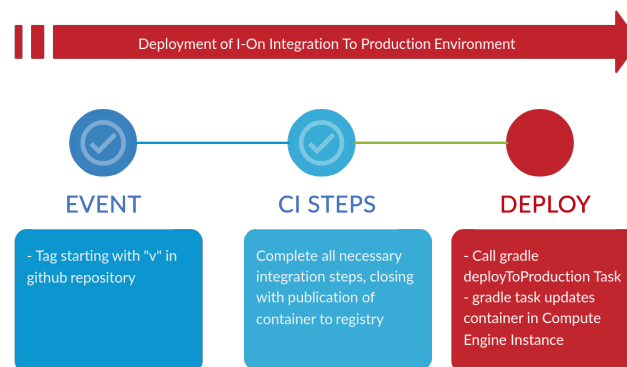 Deployment of I-On Integration To Production Environment
EVENT
CI STEPS
DEPLOY
- Tag starting with "v" in
github repository
Complete all necessary
integration steps, closing
with publication of
container to registry
- Call gradle
deployToProduction Task
- gradle task updates
container in Compute
Engine Instance